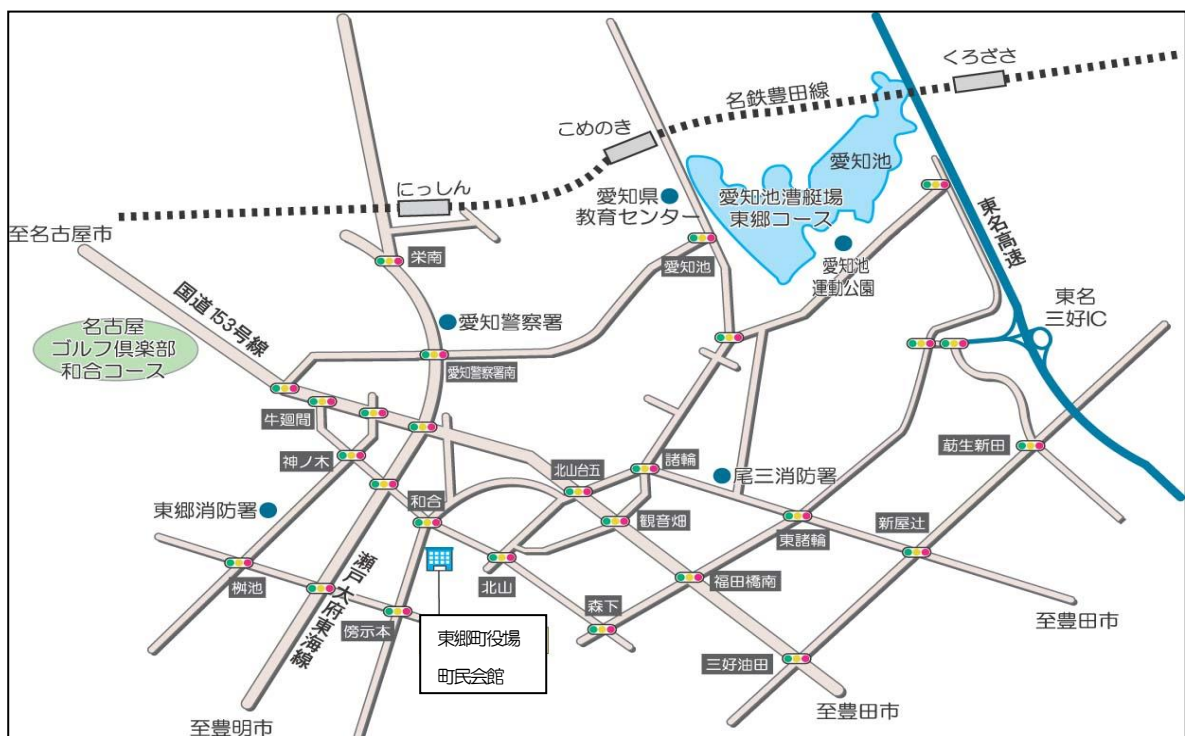 くろざさ
名鉄豊田線
こめのき
愛知池
にっしん
愛知県
教育センター
愛知池漕艇場
東郷コース
至名古屋市
栄南
愛知池
愛知池
運動公園
東名高速
国道153号線
愛知警察署
東名
三好IC
名古屋
ゴルフ倶楽部
和合コース
愛知警察署南
牛廻間
神ノ木
北山台五
諸輪
尾三消防署
莇生新田
東郷消防署
和合
観音畑
東諸輪
新屋辻
桝池
瀬戸大府東海線
北山
福田橋南
傍示本
森下
至豊田市
東郷町役場
町民会館
三好油田
至豊明市
至豊田市